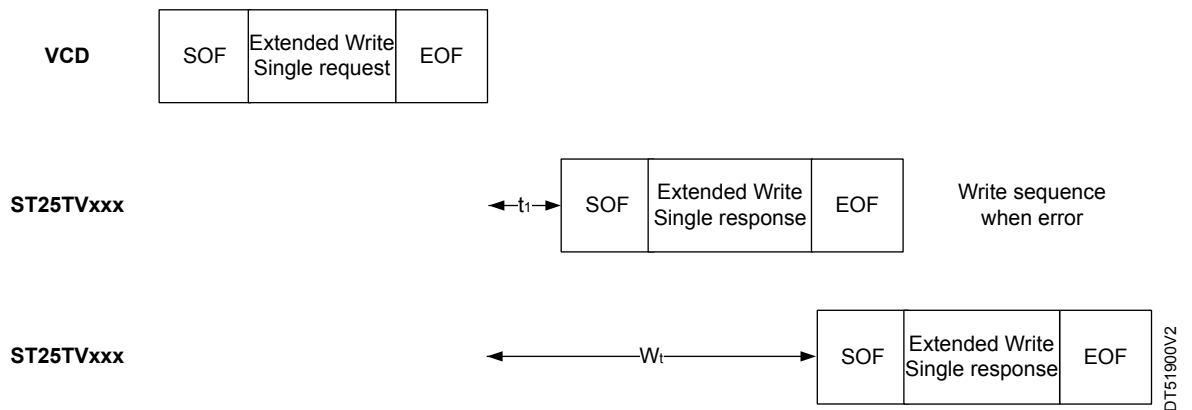 VCD
SOF
Extended Write
Single request
EOF
ST25TVxxx
t1
SOF
Extended Write
Single response
EOF
Write sequence
when error
ST25TVxxx
Wt
SOF
Extended Write
Single response
EOF
DT51900V2